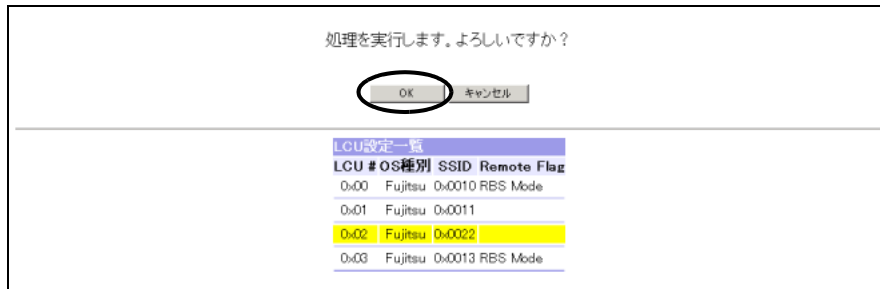 処理を実行します。よろしいですか？
OK キャンセル
LCU設定一覧
LCU # OS種別 SSID Remote Flag
0x00 Fujitsu 0x0010 RBS Mode
0x01 Fujitsu 0x0011
0x02 Fujitsu 0x0022
0x03 Fujitsu 0x0013 RBS Mode